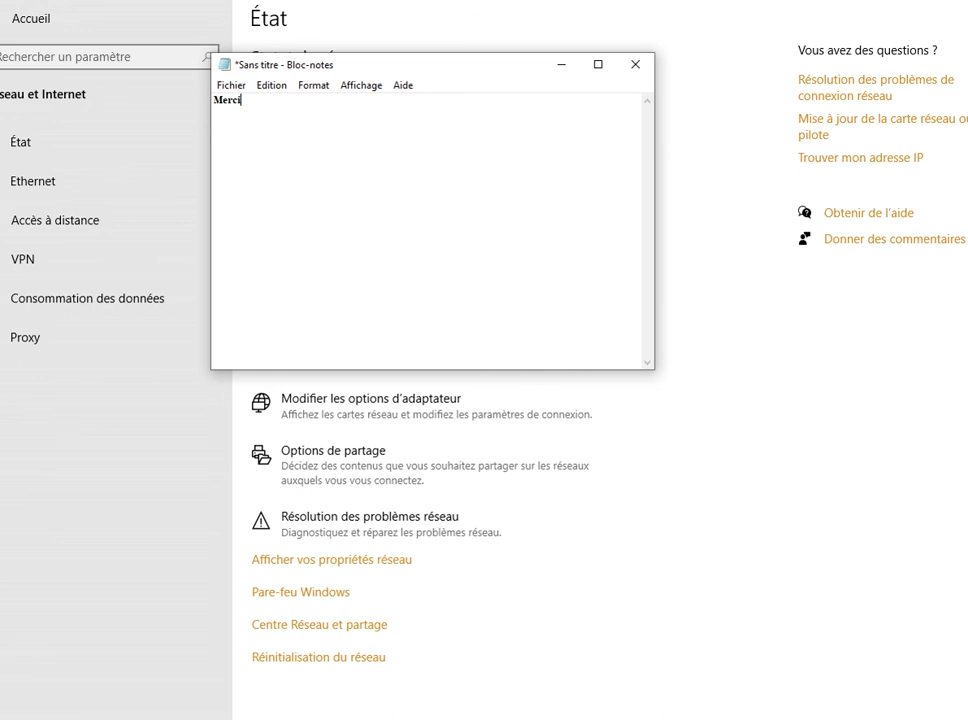 Accueil
Rechercher un paramètre
seau et Internet
État
Ethernet
Accès à distance
VPN
Consommation des données
Proxy
État
*Sans titre - Bloc-notes
Fichier Edition Format Affichage Aide
Merci
Modifier les options d'adaptateur
Affichez les cartes réseau et modifiez les paramètres de connexion.
Options de partage
Décidez des contenus que vous souhaitez partager sur les réseaux
auxquels vous vous connectez.
Résolution des problèmes réseau
Diagnostiquez et réparez les problèmes réseau.
Afficher vos propriétés réseau
Pare-feu Windows
Centre Réseau et partage
Réinitialisation du réseau
Vous avez des questions ?
Résolution des problèmes de
connexion réseau
Mise à jour de la carte réseau ou
pilote
Trouver mon adresse IP
Obtenir de l'aide
Donner des commentaires